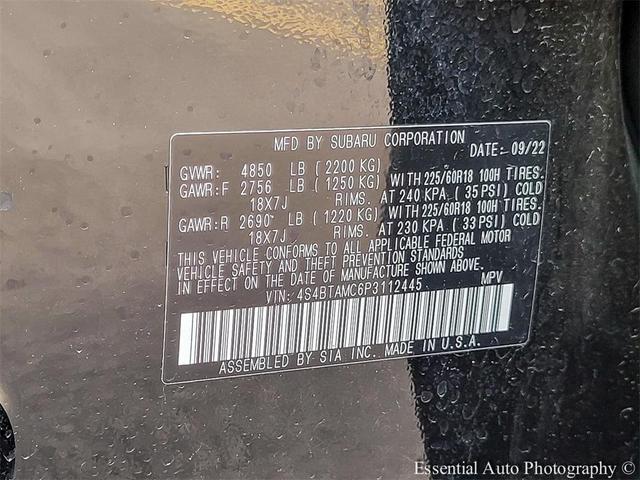 MFD BY SUBARU CORPORATION
DATE: 09/22
GVWR: 4850 LB (2200 KG)
GAWR:F 2756 LB (1250 KG) WITH 225/60R18 100H TIRES.
18X7J RIMS. AT 240 KPA (35 PSI) COLD
GAWR:R 2690 LB (1220 KG) WITH 225/60R18 100H TIRES.
18X7J RIMS. AT 230 KPA (33 PSI) COLD
THIS VEHICLE CONFORMS TO ALL APPLICABLE FEDERAL MOTOR
VEHICLE SAFETY AND THEFT PREVENTION STANDARDS
IN EFFECT ON THE DATE OF MANUFACTURE SHOWN ABOVE.
VIN: 4S4BTAMC6P3112445 MPV
ASSEMBLED BY SIA INC. MADE IN U.S.A.
Essential Auto Photography ©